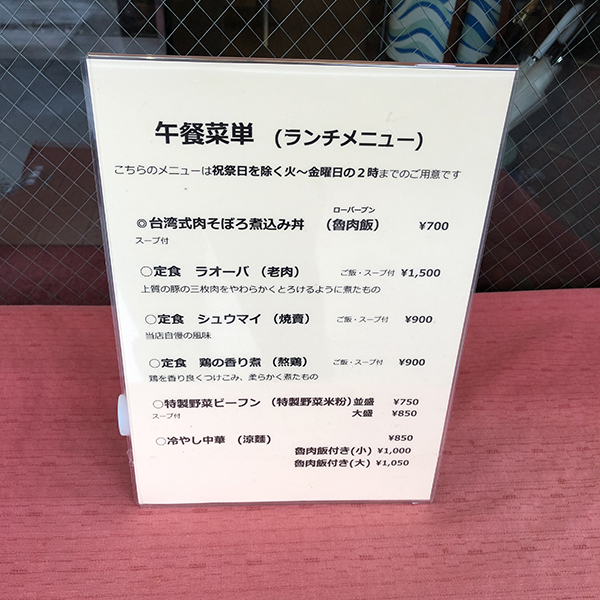 午餐菜単 (ランチメニュー)
こちらのメニューは祝祭日を除く火～金曜日の２時までのご用意です
ローバープン
◎台湾式肉そぼろ煮込み丼 （魯肉飯） ¥700
スープ付
○定食 ラオーバ（老肉） ご飯・スープ付 ¥1,500
上質の豚の三枚肉をやわらかくとろけるように煮たもの
○定食 シュウマイ（焼賣） ご飯・スープ付 ¥900
当店自慢の風味
○定食 鶏の香り煮（熬鶏） ご飯・スープ付 ¥900
鶏を香り良くつけこみ、柔らかく煮たもの
○特製野菜ビーフン（特製野菜米粉）並盛 ¥750
スープ付 大盛 ¥850
○冷やし中華（涼麵） ¥850
魯肉飯付き(小) ¥1,000
魯肉飯付き(大) ¥1,050